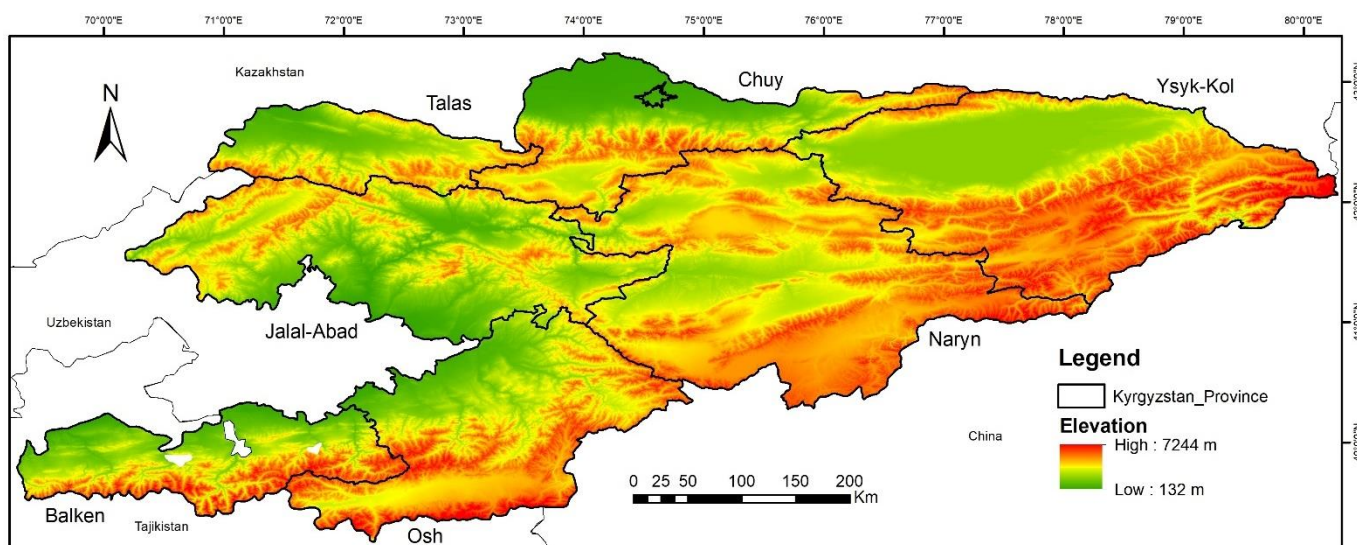 70°0'0"E 71°0'0"E 72°0'0"E 73°0'0"E 74°0'0"E 75°0'0"E 76°0'0"E 77°0'0"E 78°0'0"E 79°0'0"E 80°0'0"E
Kazakhstan
Chuy
Ysyk-Kol
N
Talas
Uzbekistan
Jalal-Abad
Naryn
Legend
Kyrgyzstan_Province
Elevation
High : 7244 m
Low : 132 m
China
0 25 50 100 150 200
Km
Balken
Tajikistan
Osh